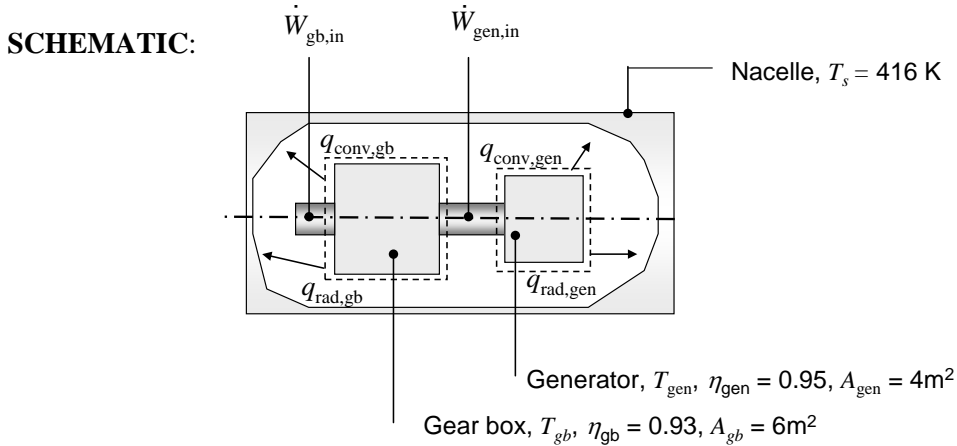 SCHEMATIC:
Ẇgb,in
Ẇgen,in
Nacelle, Ts = 416 K
qconv,gb
qconv,gen
qrad,gb
qrad,gen
Generator, Tgen, ηgen = 0.95, Agen = 4m²
Gear box, Tgb, ηgb = 0.93, Agb = 6m²